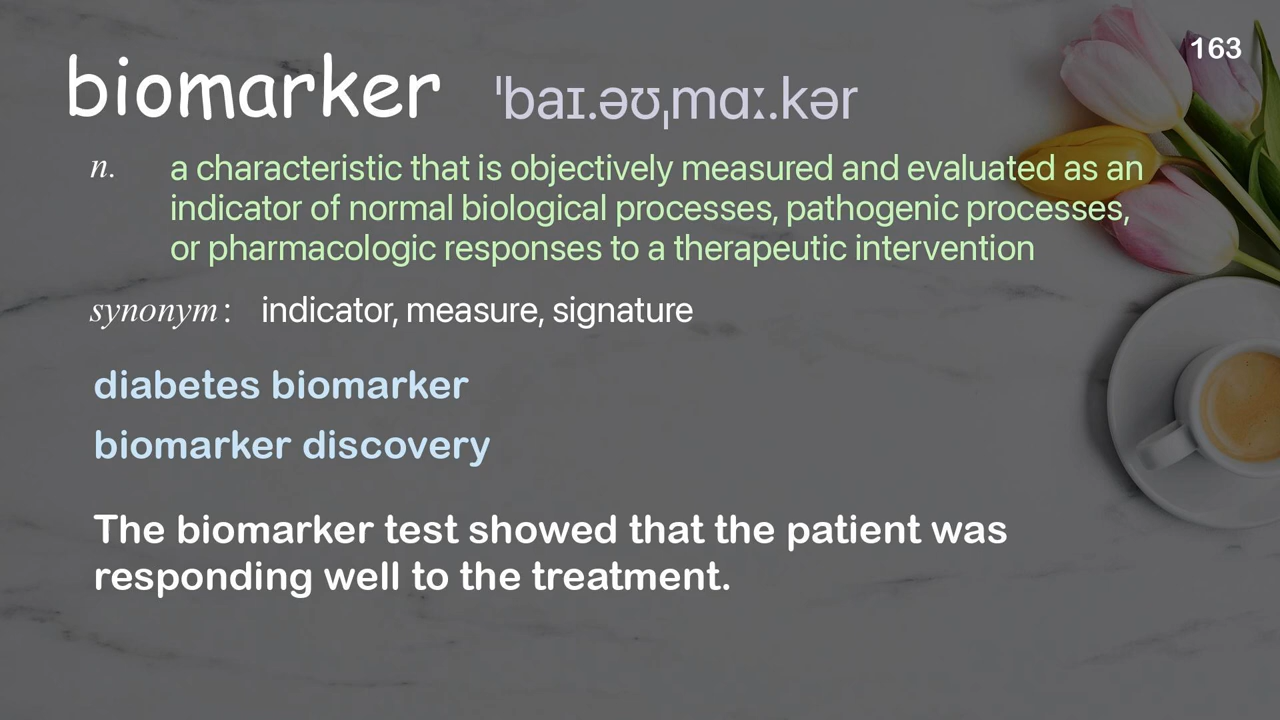 163
biomarker ˈbaɪ.əʊˌmɑː.kər
n. a characteristic that is objectively measured and evaluated as an
indicator of normal biological processes, pathogenic processes,
or pharmacologic responses to a therapeutic intervention
synonym: indicator, measure, signature
diabetes biomarker
biomarker discovery
The biomarker test showed that the patient was
responding well to the treatment.